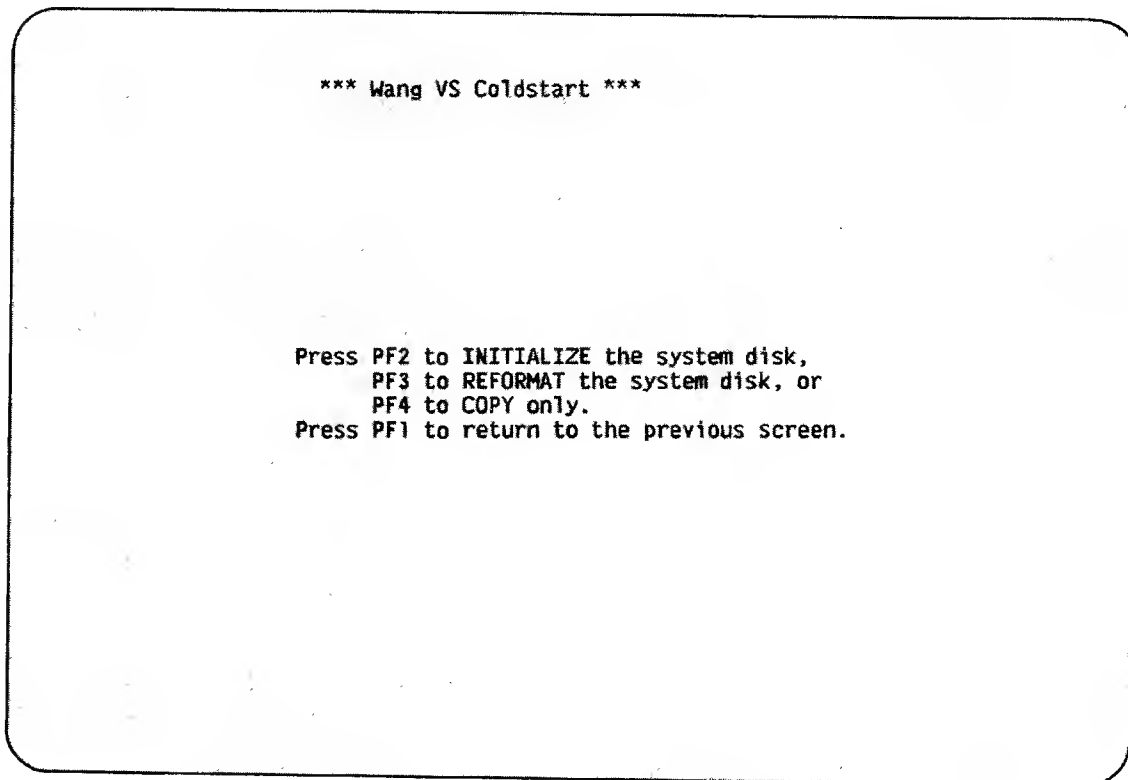 *** Wang VS Coldstart ***
Press PF2 to INITIALIZE the system disk,
PF3 to REFORMAT the system disk, or
PF4 to COPY only.
Press PF1 to return to the previous screen.